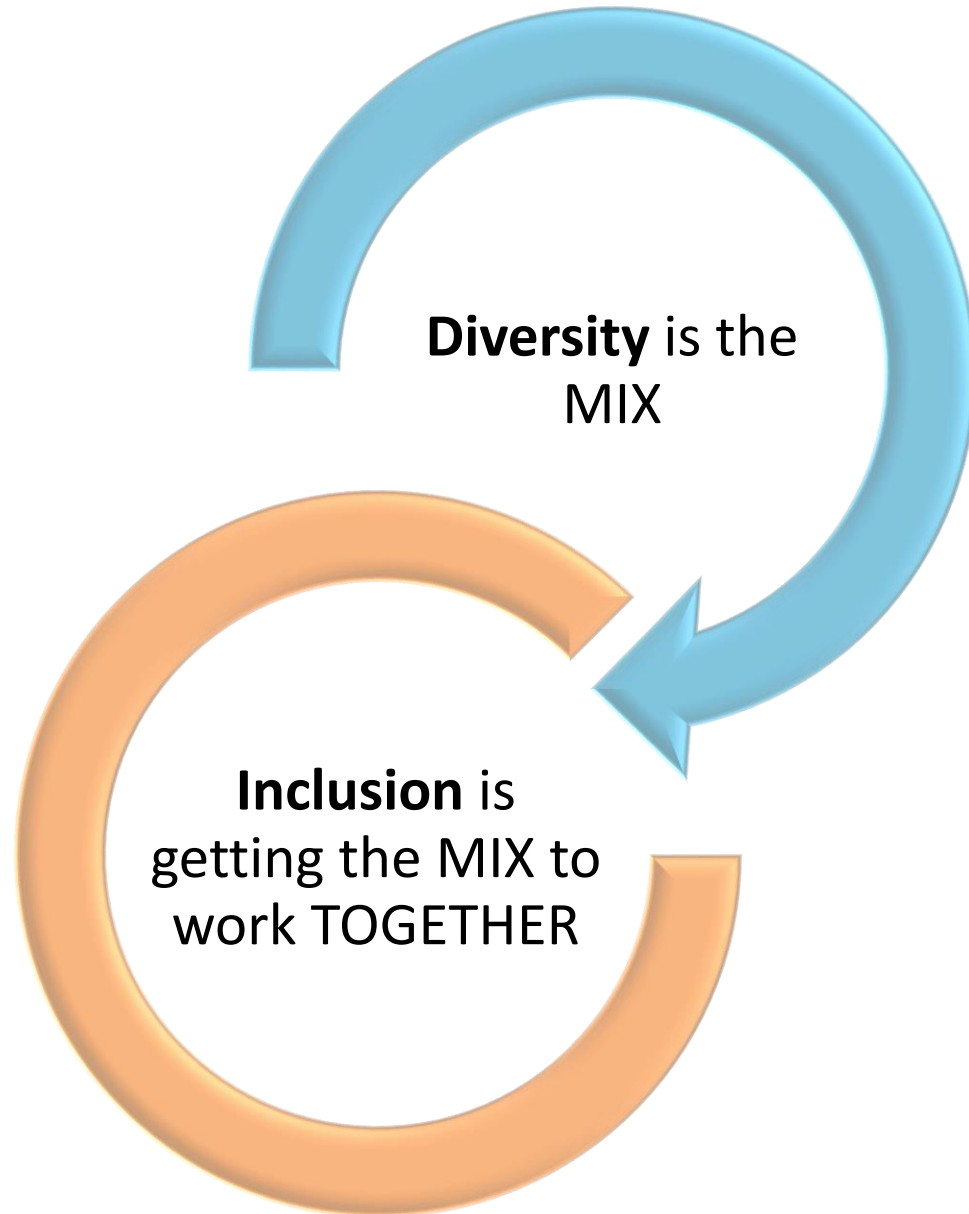 Diversity is the
MIX
Inclusion is
getting the MIX to
work TOGETHER